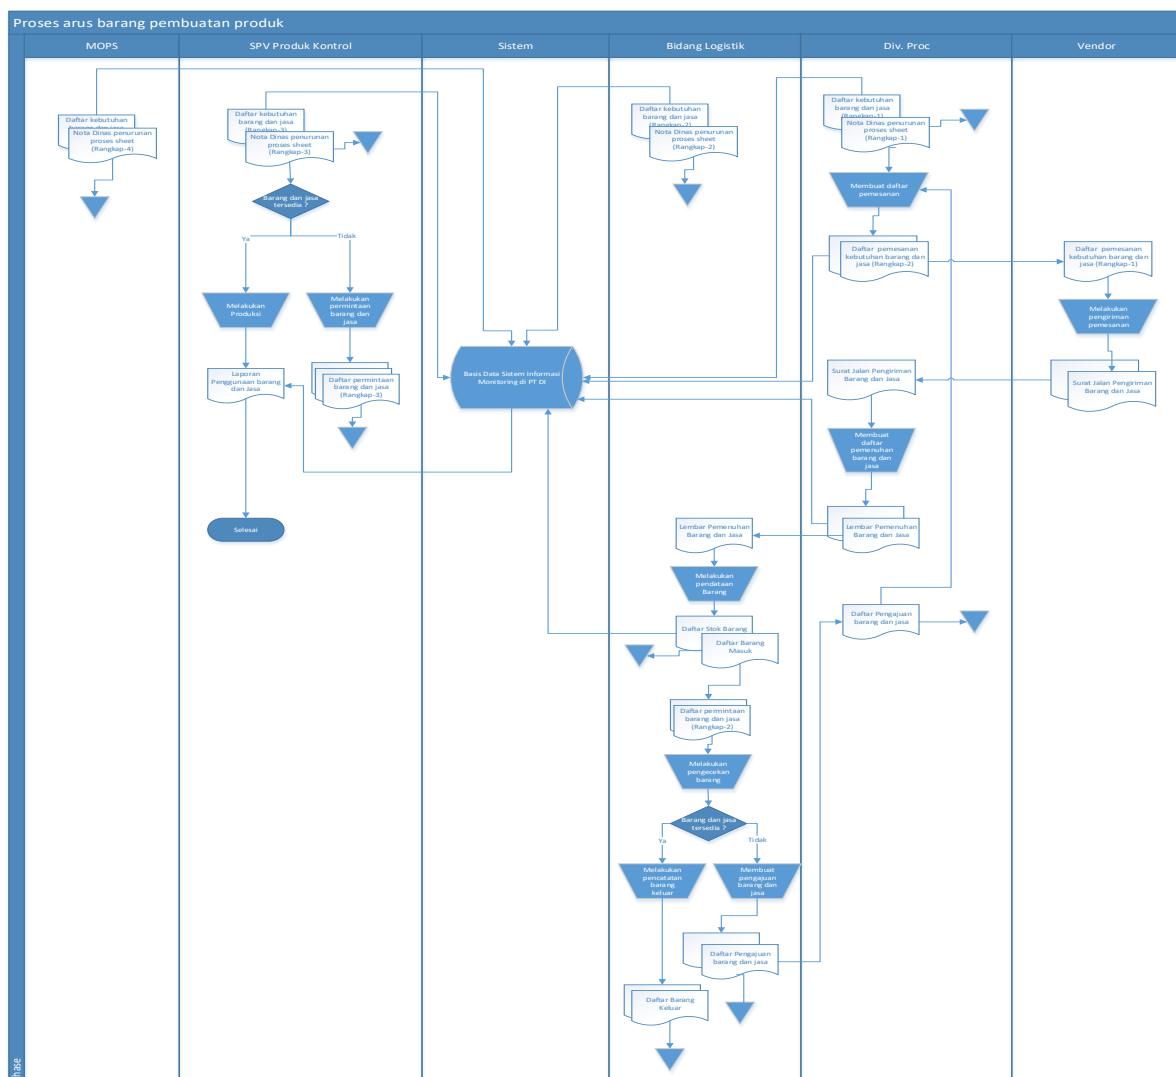 Proses arus barang pembuatan produk
MOPS
SPV Produk Kontrol
Sistem
Bidang Logistik
Div. Proc
Vendor
Daftar kebutuhan
barang dan jasa
Nota Dinas penurunan
proses sheet
(Rangkap-4)
Daftar kebutuhan
barang dan jasa
(Rangkap-3)
Nota Dinas penurunan
proses sheet
(Rangkap-3)
Barang dan jasa
tersedia ?
Ya
Tidak
Melakukan
Produksi
Melakukan
permintaan
barang dan
jasa
Laporan
Penggunaan barang
dan Jasa
Daftar permintaan
barang dan jasa
(Rangkap-3)
Selesai
Basis Data Sistem Informasi
Monitoring di PT DI
Daftar kebutuhan
barang dan jasa
(Rangkap-2)
Nota Dinas penurunan
proses sheet
(Rangkap-2)
Lembar Pemenuhan
Barang dan Jasa
Melakukan
pendataan
Barang
Daftar Stok Barang
Daftar Barang
Masuk
Daftar permintaan
barang dan jasa
(Rangkap-2)
Melakukan
pengecekan
barang
Barang dan jasa
tersedia ?
Ya
Tidak
Melakukan
pencatatan
barang
keluar
Membuat
pengajuan
barang dan
jasa
Daftar Pengajuan
barang dan jasa
Daftar Barang
Keluar
Daftar kebutuhan
barang dan jasa
(Rangkap-1)
Nota Dinas penurunan
proses sheet
(Rangkap-1)
Membuat daftar
pemesanan
Daftar pemesanan
kebutuhan barang dan
jasa (Rangkap-2)
Surat Jalan Pengiriman
Barang dan Jasa
Membuat
daftar
pemenuhan
barang dan
jasa
Lembar Pemenuhan
Barang dan Jasa
Daftar Pengajuan
barang dan jasa
Daftar pemesanan
kebutuhan barang dan
jasa (Rangkap-1)
Melakukan
pengiriman
pemesanan
Surat Jalan Pengiriman
Barang dan Jasa
hase